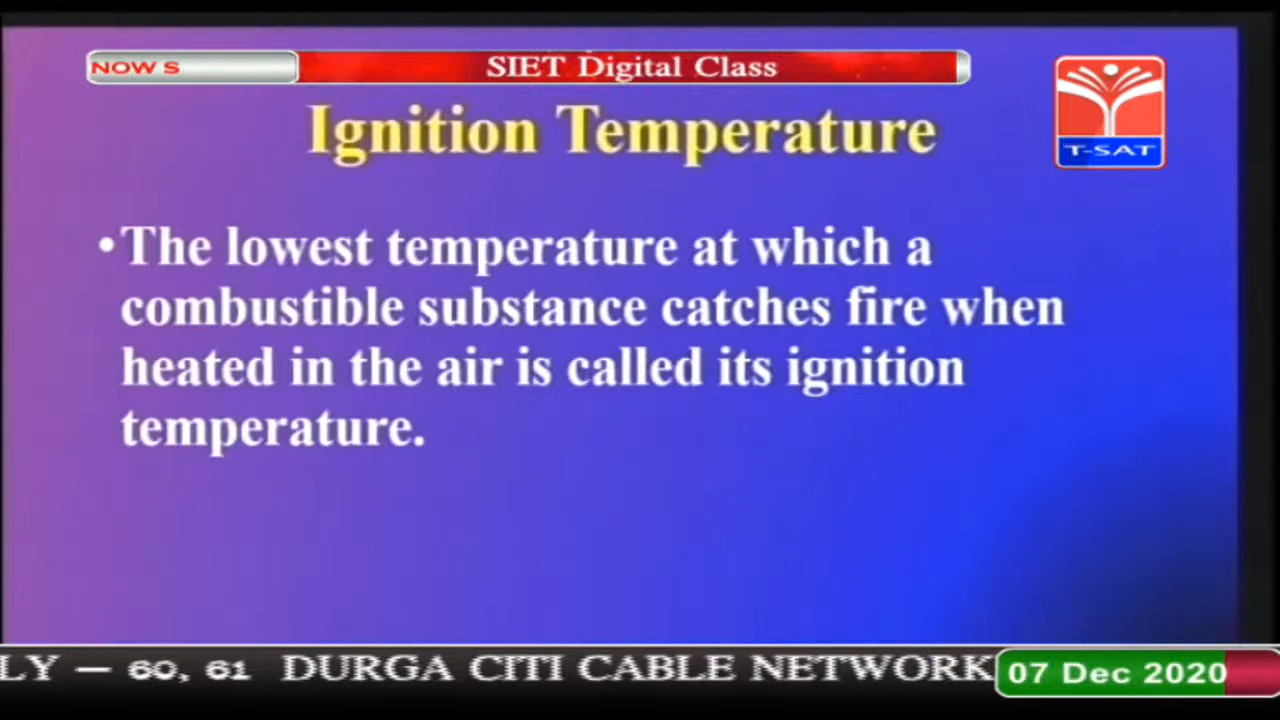 NOW S
SIET Digital Class
Ignition Temperature
T-SAT
•The lowest temperature at which a
combustible substance catches fire when
heated in the air is called its ignition
temperature.
LY – 60, 61 DURGA CITI CABLE NETWORK
07 Dec 2020